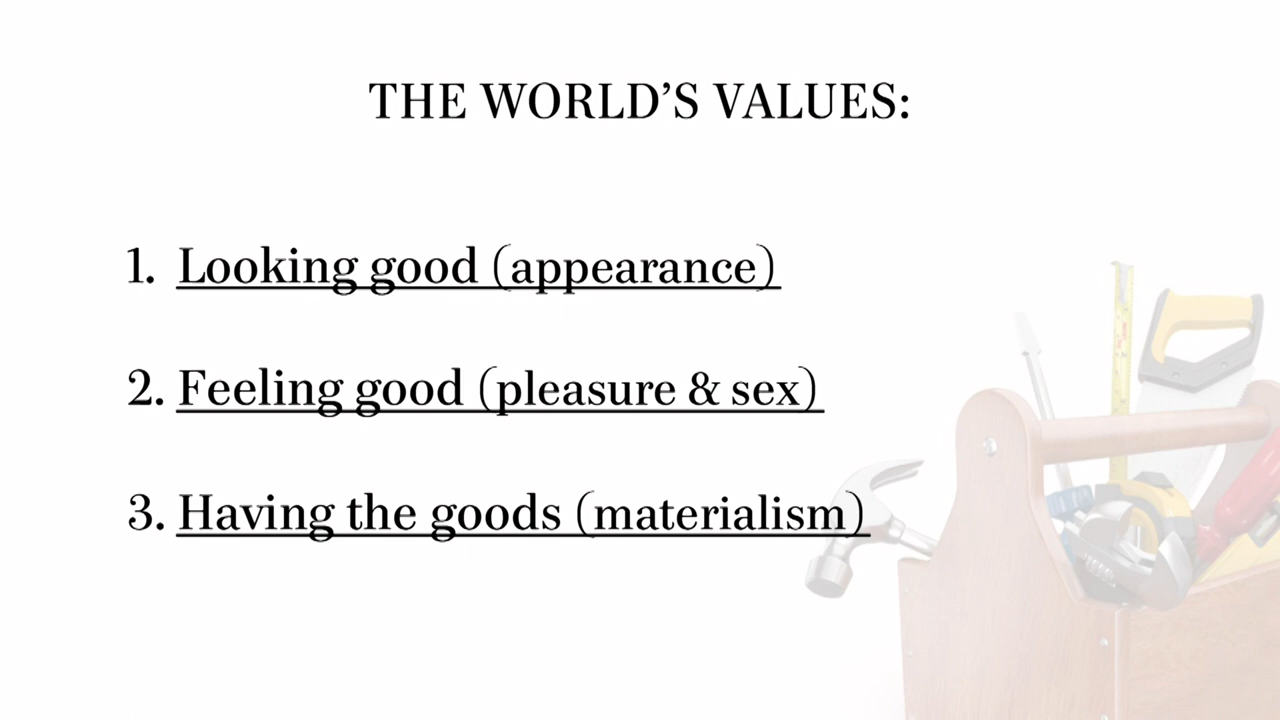 THE WORLD’S VALUES:
1. Looking good (appearance)
2. Feeling good (pleasure & sex)
3. Having the goods (materialism)